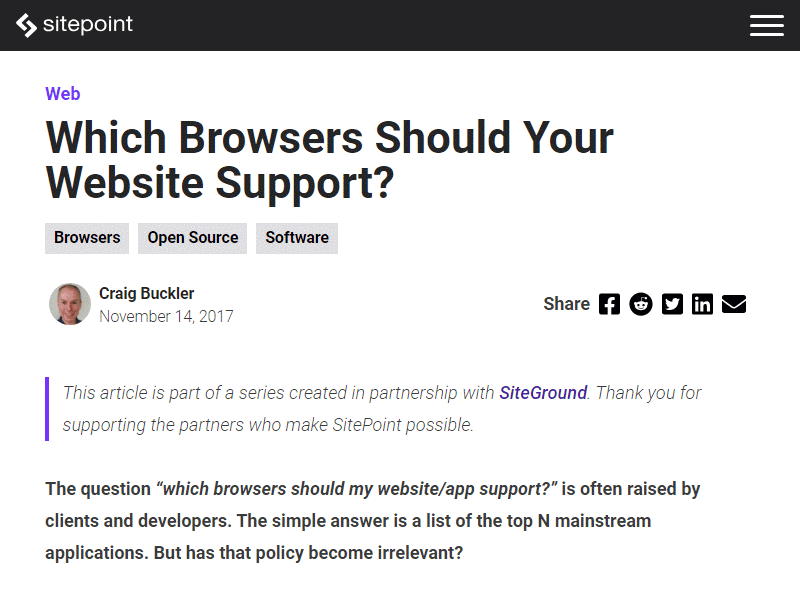 sitepoint
Web
Which Browsers Should Your
Website Support?
Browsers Open Source Software
Craig Buckler
November 14, 2017
Share
This article is part of a series created in partnership with SiteGround. Thank you for
supporting the partners who make SitePoint possible.
The question “which browsers should my website/app support?” is often raised by
clients and developers. The simple answer is a list of the top N mainstream
applications. But has that policy become irrelevant?